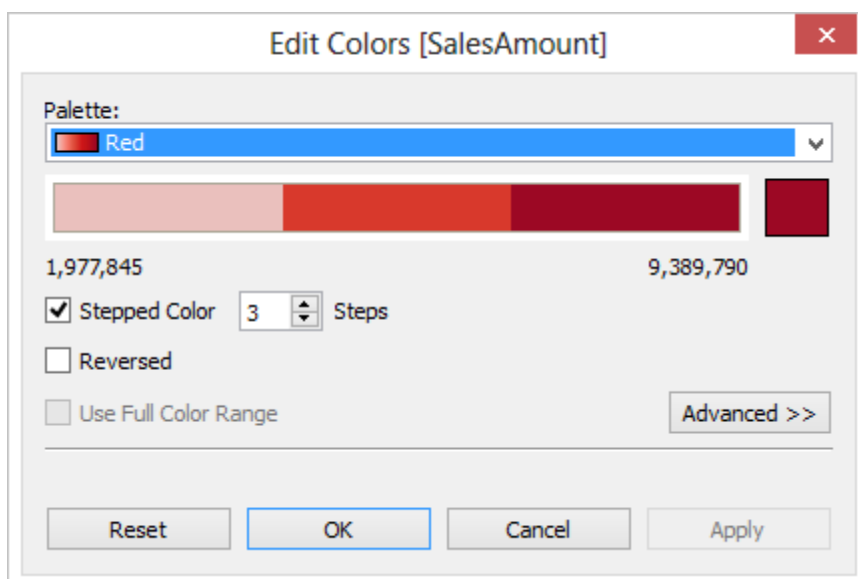 Edit Colors [SalesAmount]
Palette:
Red
1,977,845 9,389,790
Stepped Color 3 Steps
Reversed
Use Full Color Range Advanced >>
Reset OK Cancel Apply